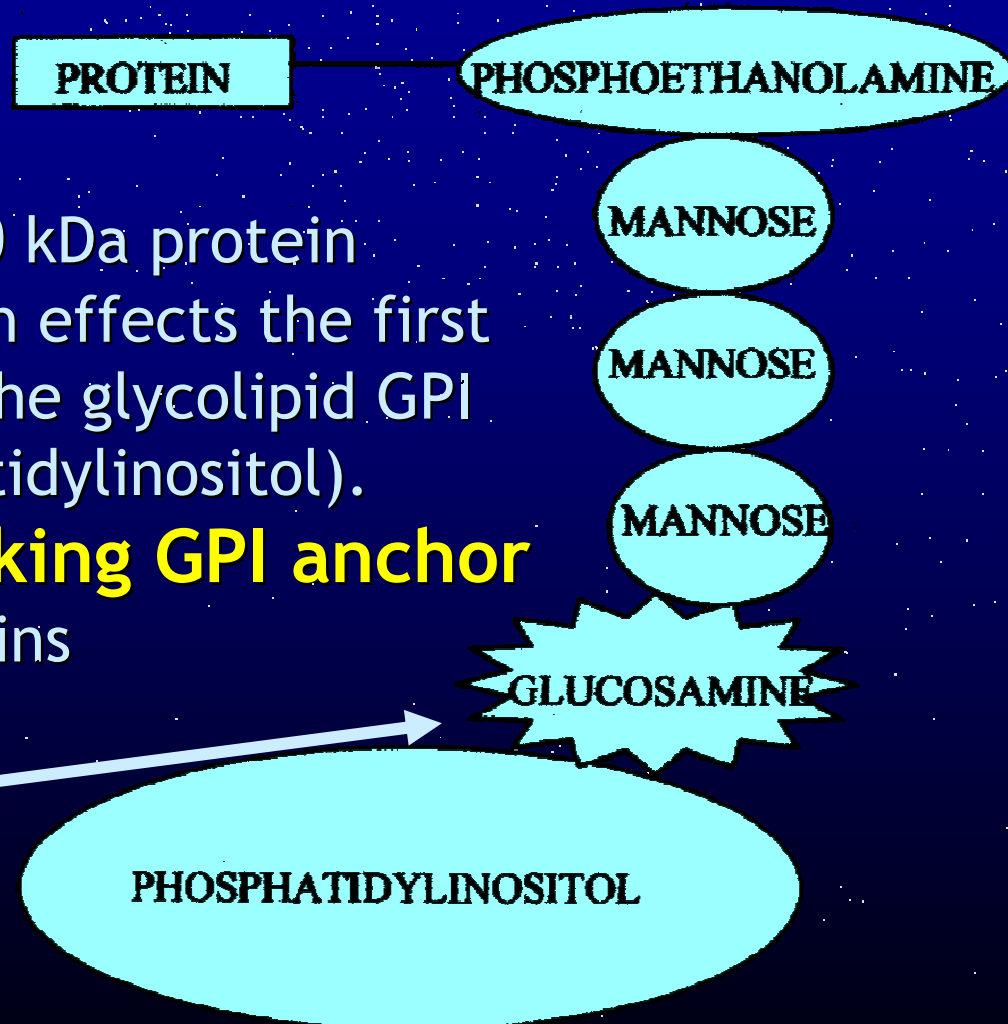 PROTEIN
PHOSPHOETHANOLAMINE
MANNOSE
kDa protein
effects the first
MANNOSE
he glycolipid GPI
tidylinositol).
MANNOSE
king GPI anchor
ins
GLUCOSAMINE
PHOSPHATIDYLINOSITOL